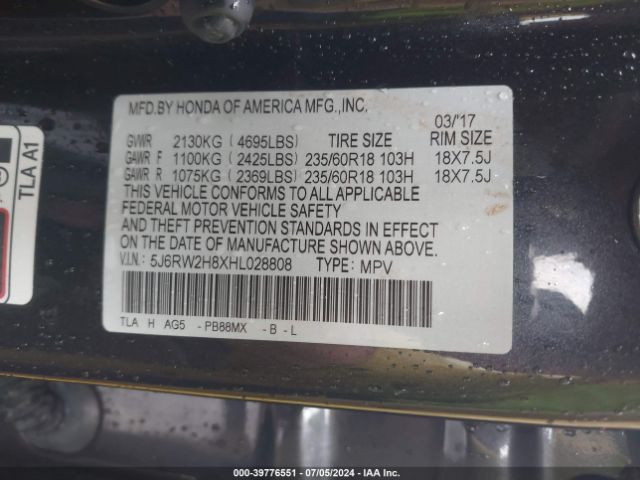 MFD.BY HONDA OF AMERICA MFG.,INC.
03/'17
GVWR 2130KG (4695LBS) TIRE SIZE RIM SIZE
GAWR F 1100KG (2425LBS) 235/60R18 103H 18X7.5J
GAWR R 1075KG (2369LBS) 235/60R18 103H 18X7.5J
THIS VEHICLE CONFORMS TO ALL APPLICABLE
FEDERAL MOTOR VEHICLE SAFETY
AND THEFT PREVENTION STANDARDS IN EFFECT
ON THE DATE OF MANUFACTURE SHOWN ABOVE.
V.I.N.: 5J6RW2H8XHL028808 TYPE: MPV
TLA H AG5 - PB88MX - B - L
TLA A1
000-39776551 - 07/05/2024 - IAA Inc.